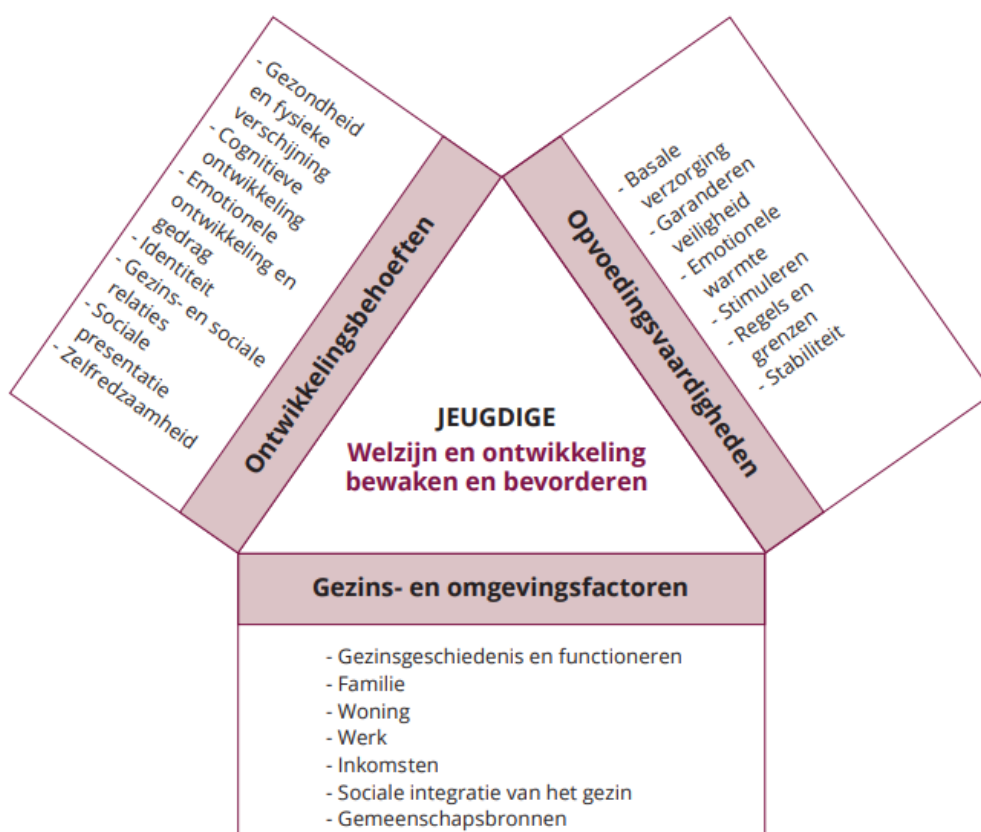 - Gezondheid
en fysieke
verschijning
- Cognitieve
ontwikkeling
- Emotionele
ontwikkeling en
gedrag
- Identiteit
- Gezins- en sociale
relaties
- Sociale
presentatie
- Zelfredzaamheid
Ontwikkelingsbehoeften
- Basale
verzorging
- Garanderen
veiligheid
- Emotionele
warmte
- Stimuleren
- Regels en
grenzen
- Stabiliteit
Opvoedingsvaardigheden
JEUGDIGE
Welzijn en ontwikkeling
bewaken en bevorderen
Gezins- en omgevingsfactoren
- Gezinsgeschiedenis en functioneren
- Familie
- Woning
- Werk
- Inkomsten
- Sociale integratie van het gezin
- Gemeenschapsbronnen